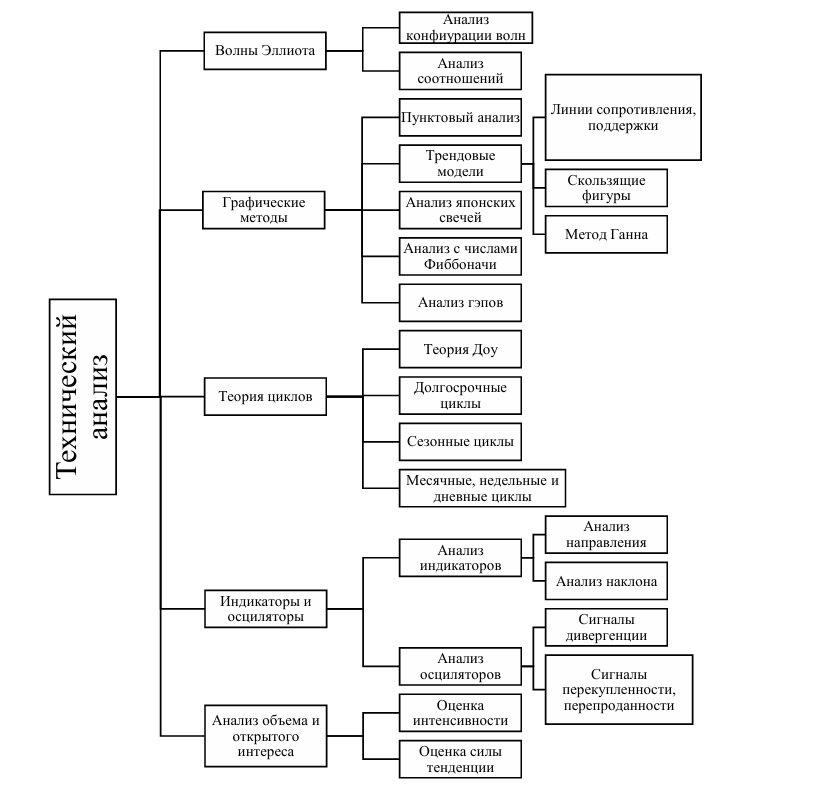 Технический
анализ
Волны Эллиота
Анализ
конфиурации волн
Анализ
соотношений
Графические
методы
Пунктовый анализ
Трендовые
модели
Линии сопротивления,
поддержки
Скользящие
фигуры
Метод Ганна
Анализ японских
свечей
Анализ с числами
Фиббоначи
Анализ гэпов
Теория циклов
Теория Доу
Долгосрочные
циклы
Сезонные циклы
Месячные, недельные и
дневные циклы
Индикаторы и
осциляторы
Анализ
индикаторов
Анализ
направления
Анализ наклона
Анализ
осциляторов
Сигналы
дивергенции
Сигналы
перекупленности,
перепроданности
Анализ объема и
открытого
интереса
Оценка
интенсивности
Оценка силы
тенденции